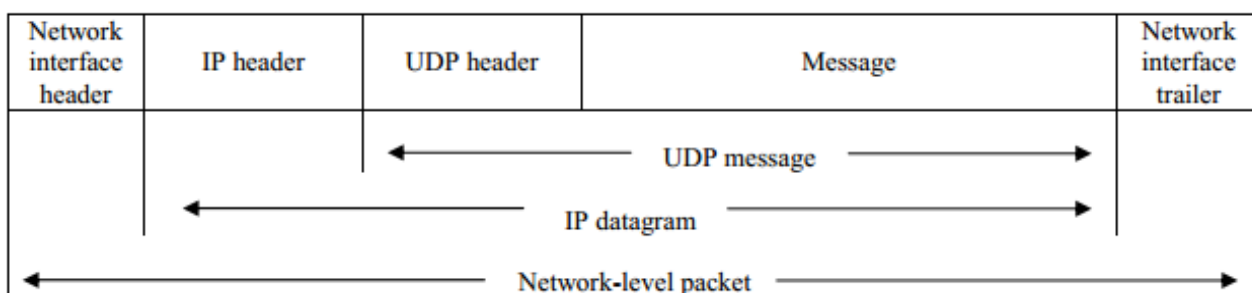 Network
interface
header
IP header
UDP header
Message
Network
interface
trailer
UDP message
IP datagram
Network-level packet